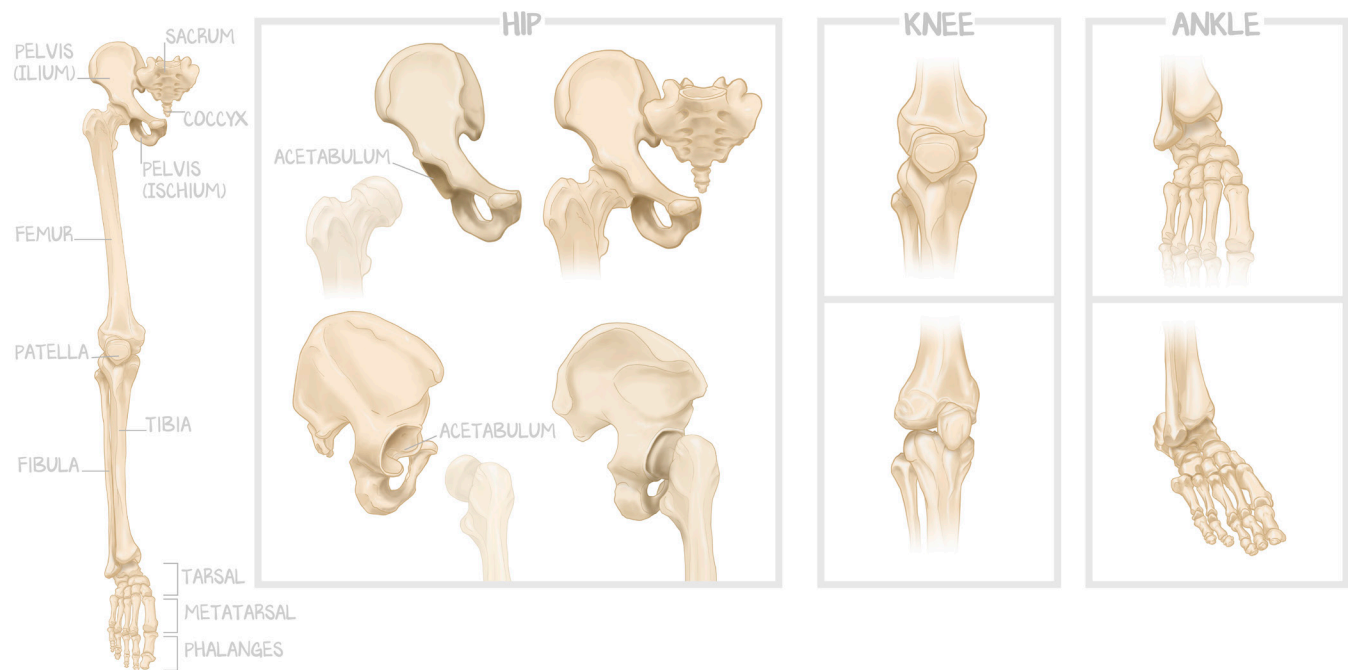 SACRUM
PELVIS
(ILIUM)
COCCYX
PELVIS
(ISCHIUM)
FEMUR
PATELLA
TIBIA
FIBULA
TARSAL
METATARSAL
PHALANGES
HIP
ACETABULUM
ACETABULUM
KNEE
ANKLE